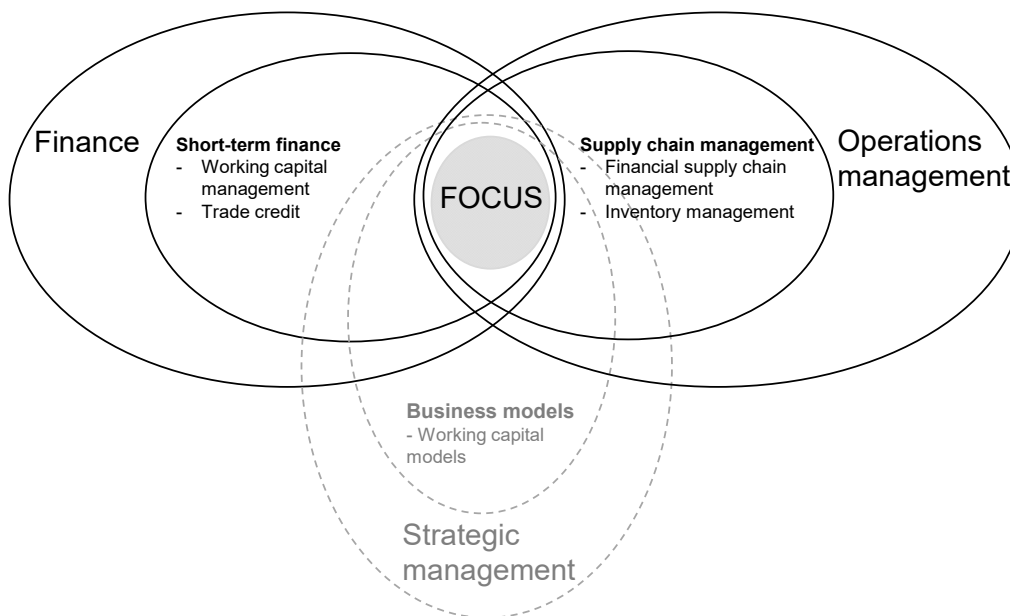 Finance
Short-term finance
- Working capital
management
- Trade credit
FOCUS
Supply chain management
- Financial supply chain
management
- Inventory management
Operations
management
Business models
- Working capital
models
Strategic
management